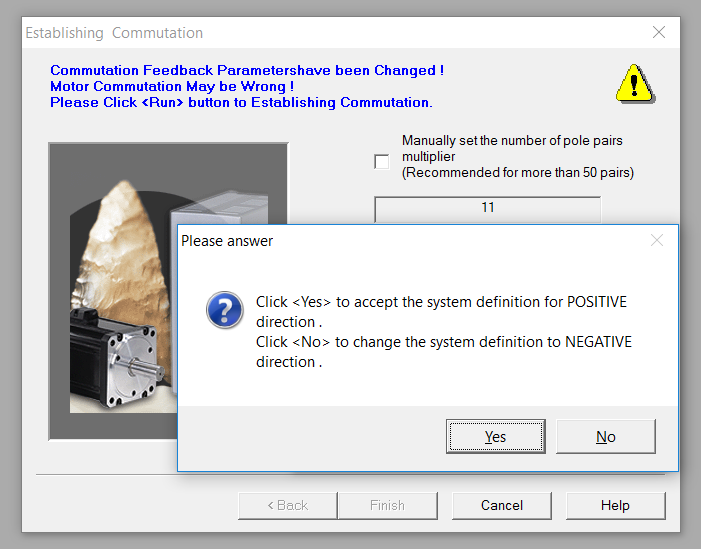 Establishing  Commutation
Commutation Feedback Parametershave been Changed !
Motor Commutation May be Wrong !
Please Click <Run> button to Establishing Commutation.
Manually set the number of pole pairs
multiplier
(Recommended for more than 50 pairs)
11
Please answer
Click <Yes> to accept the system definition for POSITIVE
direction .
Click <No> to change the system definition to NEGATIVE
direction .
Yes
No
< Back
Finish
Cancel
Help